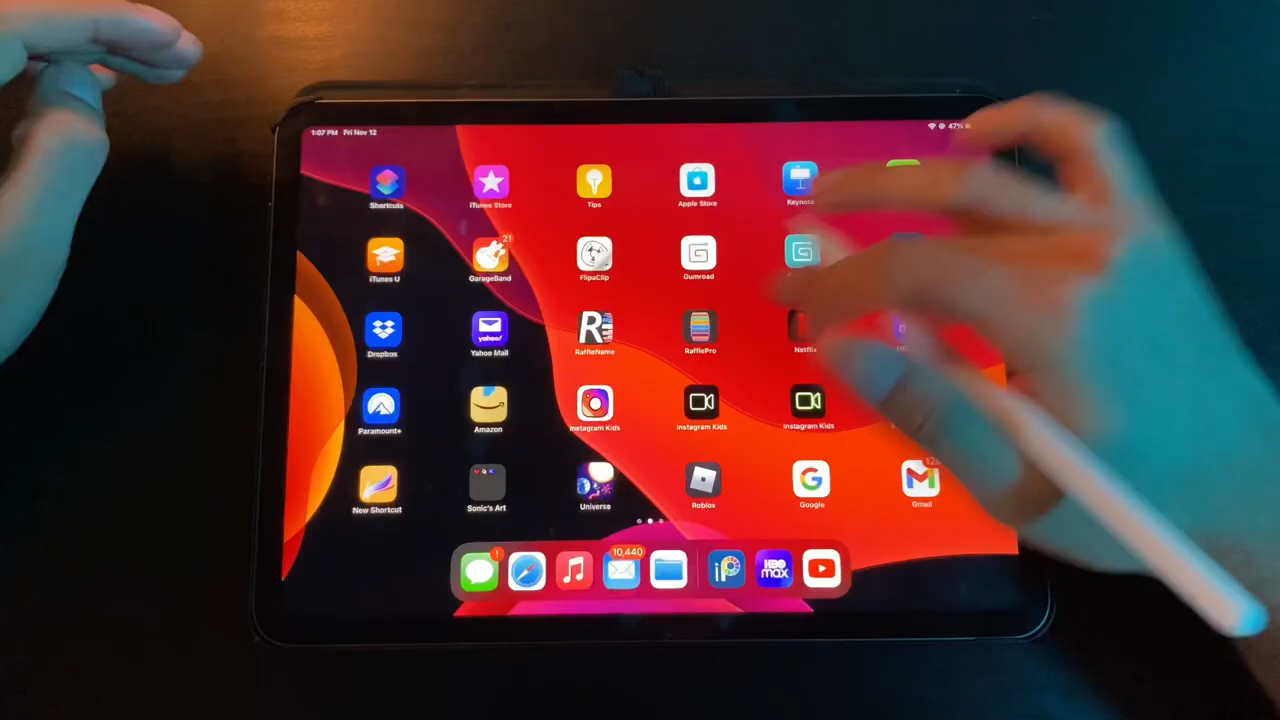 1:07 PM Fri Nov 12
47%
Shortcuts
iTunes Store
Tips
Apple Store
Keynote
iTunes U
21
GarageBand
FlipaClip
Gumroad
Dropbox
yahoo!
Yahoo Mail
R
RaffleName
RafflePro
Netflix
Paramount+
Amazon
Instagram Kids
Instagram Kids
Instagram Kids
New Shortcut
Sonic's Art
Universe
Roblox
G
Google
Gmail
!
10,440
iP
HBO
max